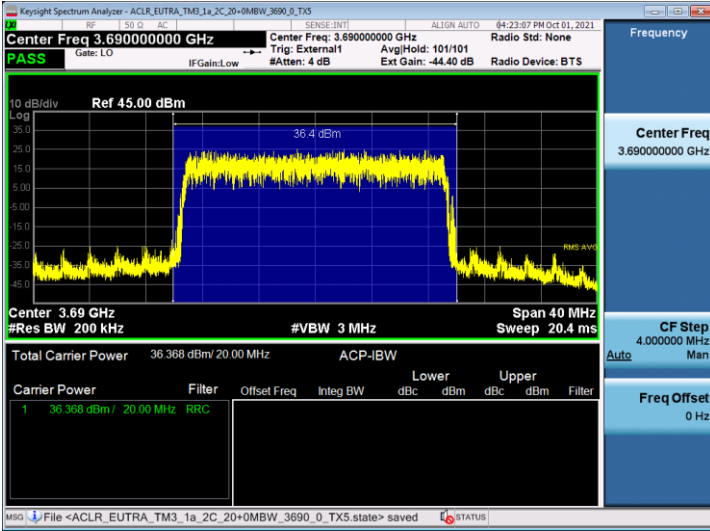 Keysight Spectrum Analyzer - ACLR_EUTRA_TM3_1a_2C_20+0MBW_3690_0_TX5
RF 50 Ω AC SENSE:INT ALIGN AUTO 04:23:07 PM Oct 01, 2021
Center Freq 3.690000000 GHz
Center Freq: 3.690000000 GHz Radio Std: None
PASS Gate: LO Trig: External1 Avg|Hold: 101/101
IFGain:Low #Atten: 4 dB Ext Gain: -44.40 dB Radio Device: BTS
10 dB/div Ref 45.00 dBm
Log
35.0
36.4 dBm
25.0
15.0
5.00
-5.00
-15.0
-25.0
RMS AVG
-35.0
-45.0
Center 3.69 GHz Span 40 MHz
#Res BW 200 kHz #VBW 3 MHz Sweep 20.4 ms
Total Carrier Power 36.368 dBm/ 20.00 MHz ACP-IBW
Lower Upper
Carrier Power Filter Offset Freq Integ BW dBc dBm dBc dBm Filter
1 36.368 dBm / 20.00 MHz RRC
MSG File <ACLR_EUTRA_TM3_1a_2C_20+0MBW_3690_0_TX5.state> saved STATUS
Frequency
Center Freq
3.690000000 GHz
CF Step
4.000000 MHz
Auto Man
Freq Offset
0 Hz